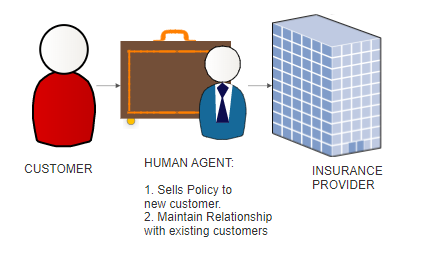 CUSTOMER
HUMAN AGENT:
1. Sells Policy to
new customer.
2. Maintain Relationship
with existing customers
INSURANCE
PROVIDER